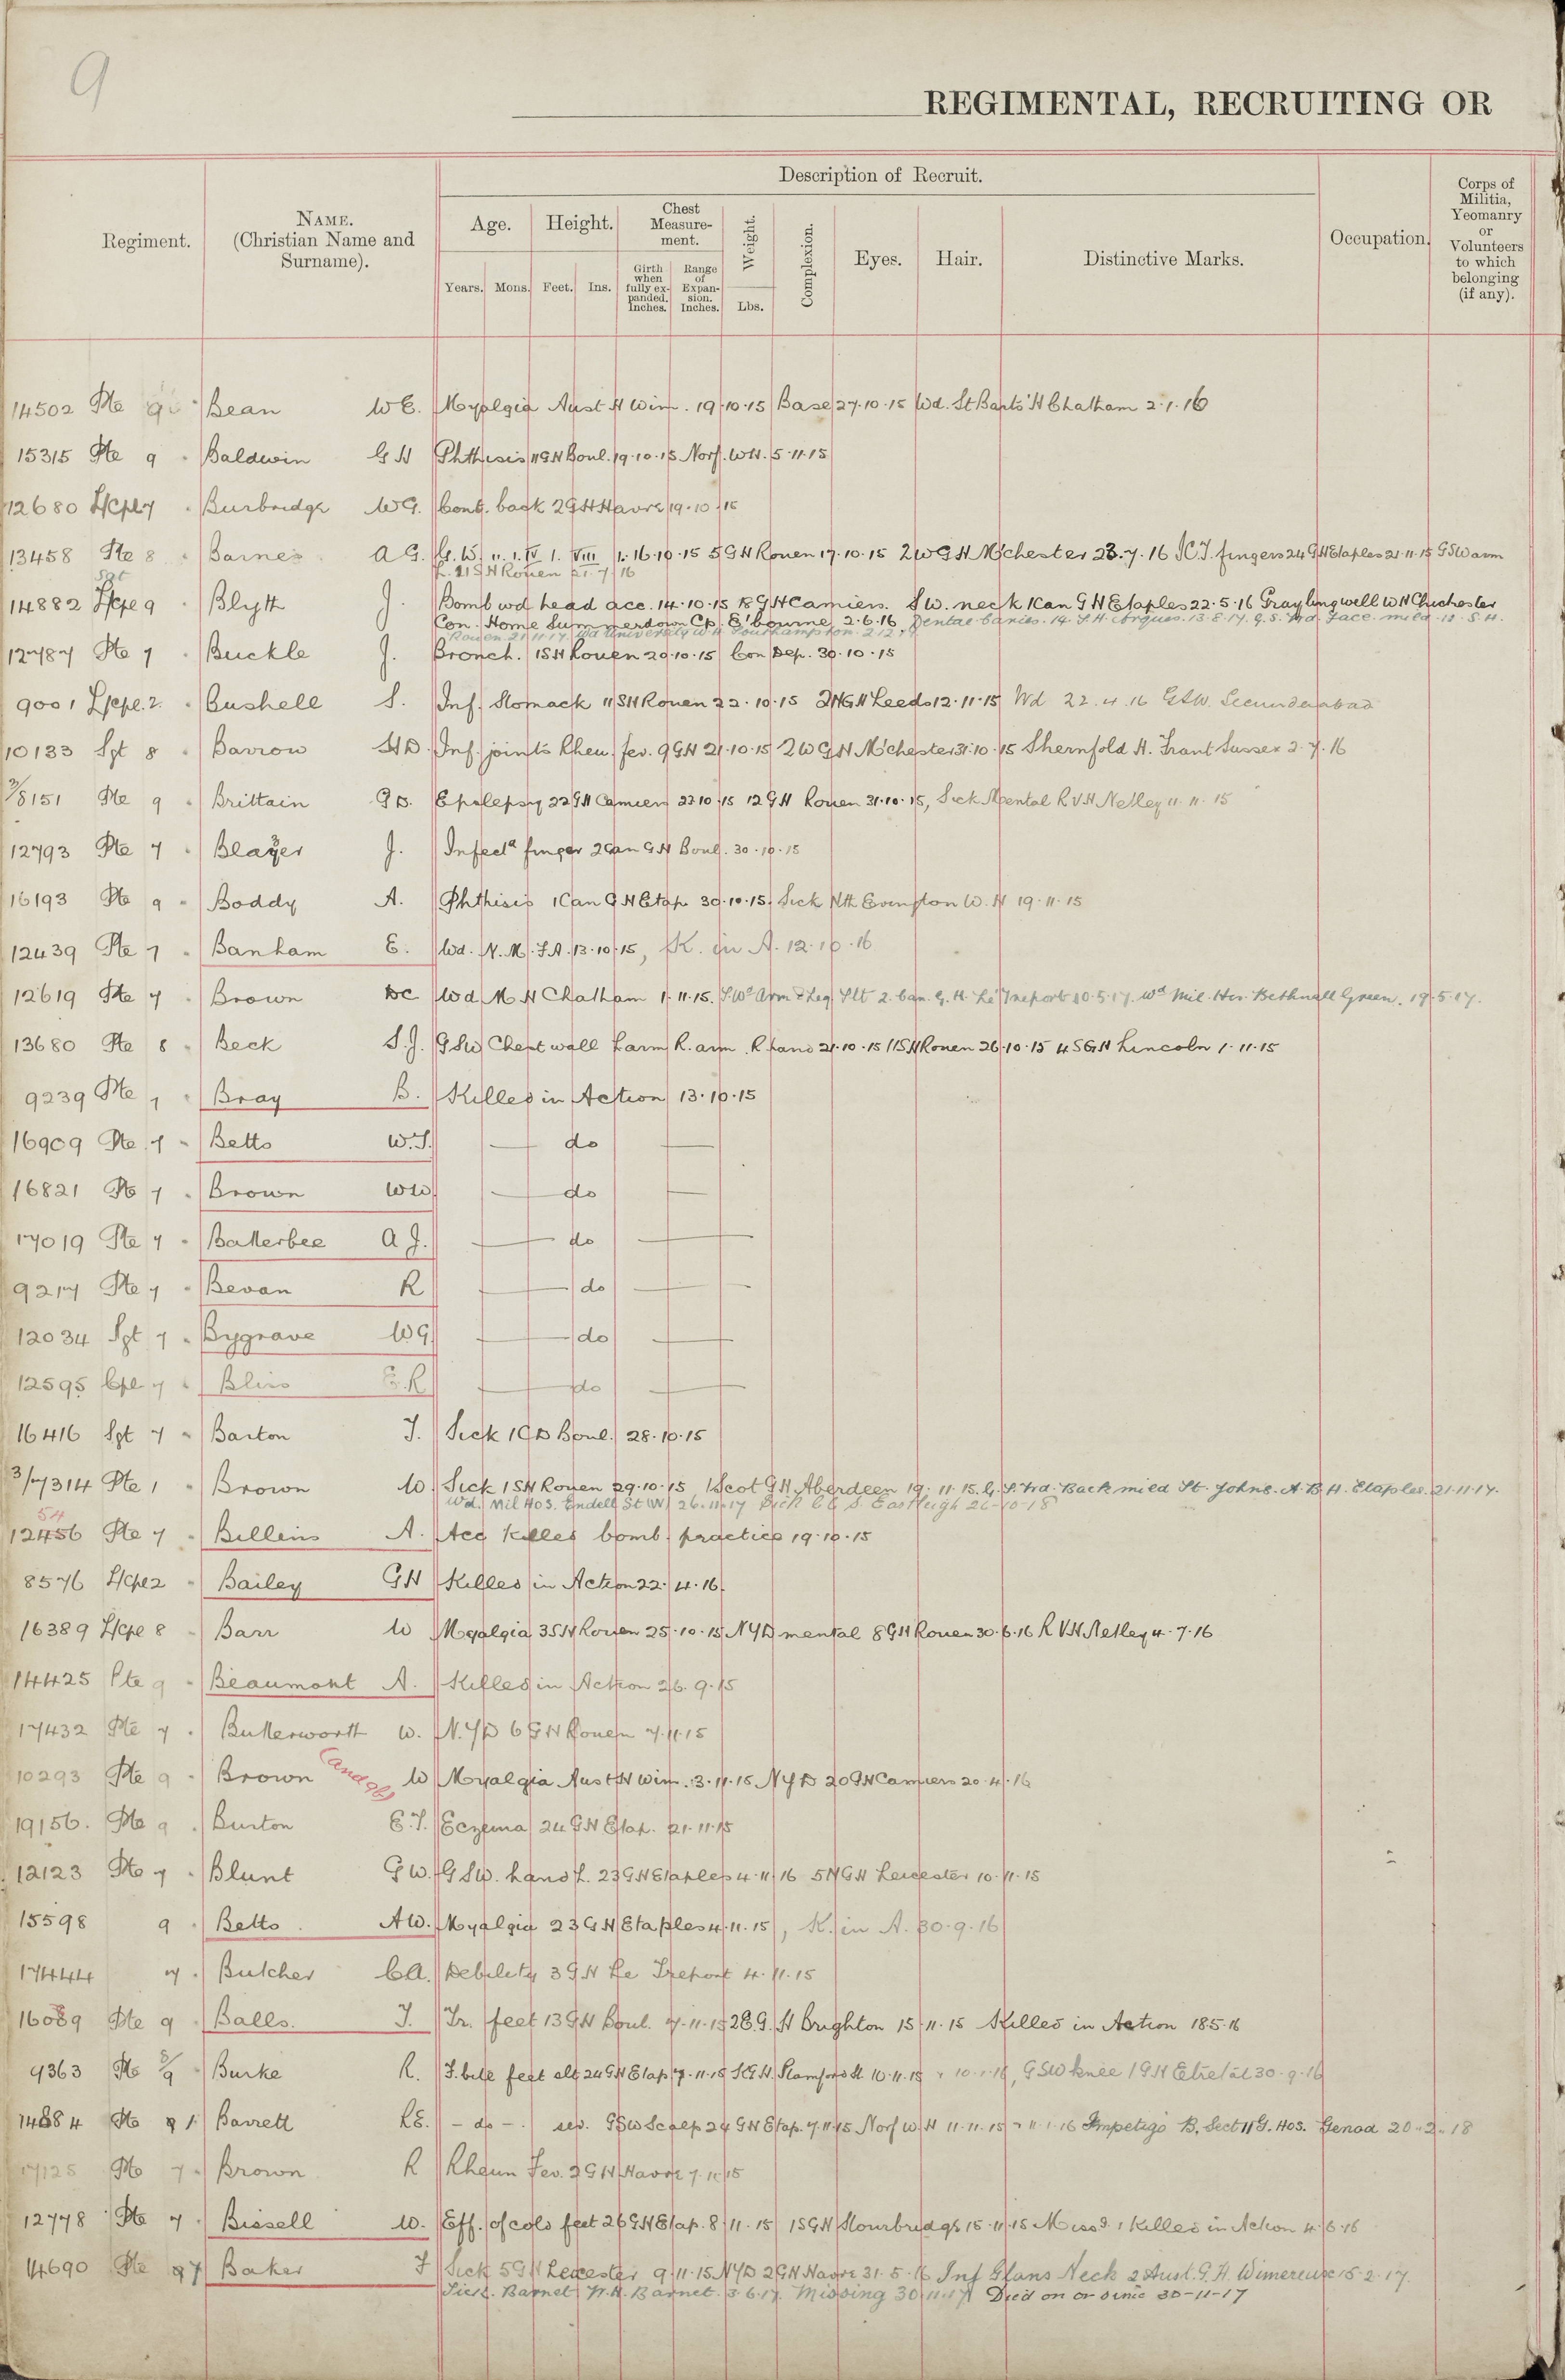 9
REGIMENTAL, RECRUITING OR
Regiment.
NAME.
(Christian Name and
Surname).
Description of Recruit.
Age.
Height.
Chest
Measure-
ment.
Weight.
Complexion.
Eyes.
Hair.
Distinctive Marks.
Occupation.
Corps of
Militia,
Yeomanry
or
Volunteers
to which
belonging
(if any).
Years.
Mons.
Feet.
Ins.
Girth
when
fully ex-
panded.
Inches.
Range
of
Expan-
sion.
Inches.
Lbs.
14502 Pte 9 Bean W E. Myalgia Aust H Wim. 19.10.15 Base 27.10.15 Wd. St Barts' H Chatham 2.1.16
15315 Pte 9 Baldwin G H Phthisis 11 G H Boul. 19.10.15 Norf. W H. 5.11.15
12680 L/Cpl 7 Burbridge W G. Cont. back 2 G H Havre 19.10.15
13458 Pte 8 Barnes A G. G.W. 11. 1. IV 1. VIII 1. 16.10.15 5 G H Rouen 17.10.15 2 W G H M'chester 23.7.16 I.C.T. fingers 24 G H Etaples 21.11.15 GSW arm
L. 11 S H Rouen 21.7.16
Sgt
14882 L/Cpl 9 Blyth J. Bomb wd head acc. 14.10.15 18 G H Camiers. S W. neck 1 Can G H Etaples 22.5.16 Graylingwell W H Chichester
Con. Home Summerdown Cp. E'bourne 2.6.16 Dental Caries. 14. S. H. Arques. 13.8.17. G. S. Wd. Face. mild. 12. S. H.
Rouen 21.11.17. Wd University W. H. Southampton. 2.12.
12787 Pte 7 Buckle J. Bronch. 1 S H Rouen 20.10.15 Con Dep. 30.10.15
9001 L/Cpl. 2. Bushell S. Inf. Stomack 11 S H Rouen 22.10.15 2 N G H Leeds 12.11.15 Wd 22.4.16 GSW. Secunderabad
10133 Sgt 8 Barrow H D. Inf. joints Rheu. fev. 9 G H 21.10.15 2 W G H M'chester 31.10.15 Shernfold H. Frant Sussex 2.7.16
3/8151 Pte 9 Brittain G D. Epelepsy 22 G H Camiers 22.10.15 12 G H Rouen 31.10.15, Sick Mental R V H Netley 11.11.15
12793 Pte 7 Blazer J. Infectd finger 2 Can G H Boul. 30.10.15
16193 Pte 9 Boddy A. Phthisis 1 Can G H Etap. 30.10.15. Sick Nth Evington W. H 19.11.15
12439 Pte 7 Banham E. Wd. N. M. F A. 13.10.15, K. in A. 12.10.16
12619 Pte 7 Brown D C Wd M H Chatham 1.11.15. S. Wd Arm & Leg Slt 2. Can. G. H. Le Treport 10.5.17. Wd Mil. Hos. Bethnall Green. 19.5.17.
13680 Pte 8 Beck S. J. GSW Chest wall L arm R. arm R hand 21.10.15 11 S H Rouen 26.10.15 4 S G H Lincoln 1.11.15
9239 Pte 7 Bray B. Killed in Action 13.10.15
16909 Pte 7 Betts W. T. — do —
16821 Pte 7 Brown W W — do —
17019 Pte 7 Batterbee A J. — do —
9217 Pte 7 Bevan R — do —
12034 Sgt 7 Bygrave W G. — do —
12595 Cpl 7 Bliss E. R — do —
16416 Sgt 7 Barton T. Sick 1 C D Boul. 28.10.15
3/7314 Pte 1 Brown W. Sick 1 S H Rouen 29.10.15 1 Scot G H Aberdeen 19.11.15. G. S. Wd. Back mild St. Johns. A. B. H. Etaples. 21.11.17.
Wd. Mil Hos. Endell St (W) 26.11.17 Sick C C S Eastleigh 26-10-18
54
12456 Pte 7 Billens A. Acc Killed bomb. practice 19.10.15
8576 L/Cpl 2 Bailey G H Killed in Action 22.4.16.
16389 L/Cpl 8 Barr W Myalgia 3 S H Rouen 25.10.15 N Y D mental 8 G H Rouen 30.6.16 R V H Netley 4.7.16
14425 Pte 9 Beaumont A. Killed in Action 26.9.15
17432 Pte 7 Butterworth W. N. Y D 6 G H Rouen 7.11.15
10293 Pte 9 Brown W Myalgia Aust H Wim. 3.11.15 N Y D 20 G H Camiers 20.4.16
19156. Pte 9 Burton E. T. Eczema 24 G H Etap. 21.11.15
12123 Pte 7 Blunt G W. GSW. hand L. 23 G H Etaples 4.11.16 5 N G H Leicester 10.11.15
15598 9 Betts. A W. Myalgia 23 G H Etaples 4.11.15, K. in A. 30.9.16
17444 7 Butcher C A. Debility 3 G H Le Treport 4.11.15
16089 Pte 9 Balls. T. Tr. feet 13 G H Boul. 7.11.15 2 E. G. H Brighton 15.11.15 Killed in Action 18.5.16
9363 Pte 8/9 Burke R. F. bite feet slt 24 G H Etap 7.11.15 K G H. Stamford St. 10.11.15 10.1.16, GSW knee 1 G H Etretat 30.9.16
14884 Pte 9 1 Barrett R E. - do - sev. GSW Scalp 24 G H Etap. 7.11.15 Norf W. H 11.11.15 11.1.16 Impetigo B. Sect 11 G. Hos. Genoa 20-2-18
17125 Pte 7 Brown R Rheum Fev. 2 G H Havre 7.11.15
12778 Pte 7 Bissell W. Eff. of cold feet 26 G H Etap. 8.11.15 1 S G H Stourbridge 15.11.15 Missd. Killed in Action 4.6.16
14690 Pte 9 7 Baker F Sick 5 G H Leicester 9.11.15 N Y D 2 G H Havre 31.5.16 Inf Glans Neck 2 Aust. G. H. Wimereux 15.2.17.
Sick. Barnet W. H. Barnet. 3.6.17. Missing 30.11.17 Died on or since 30-11-17